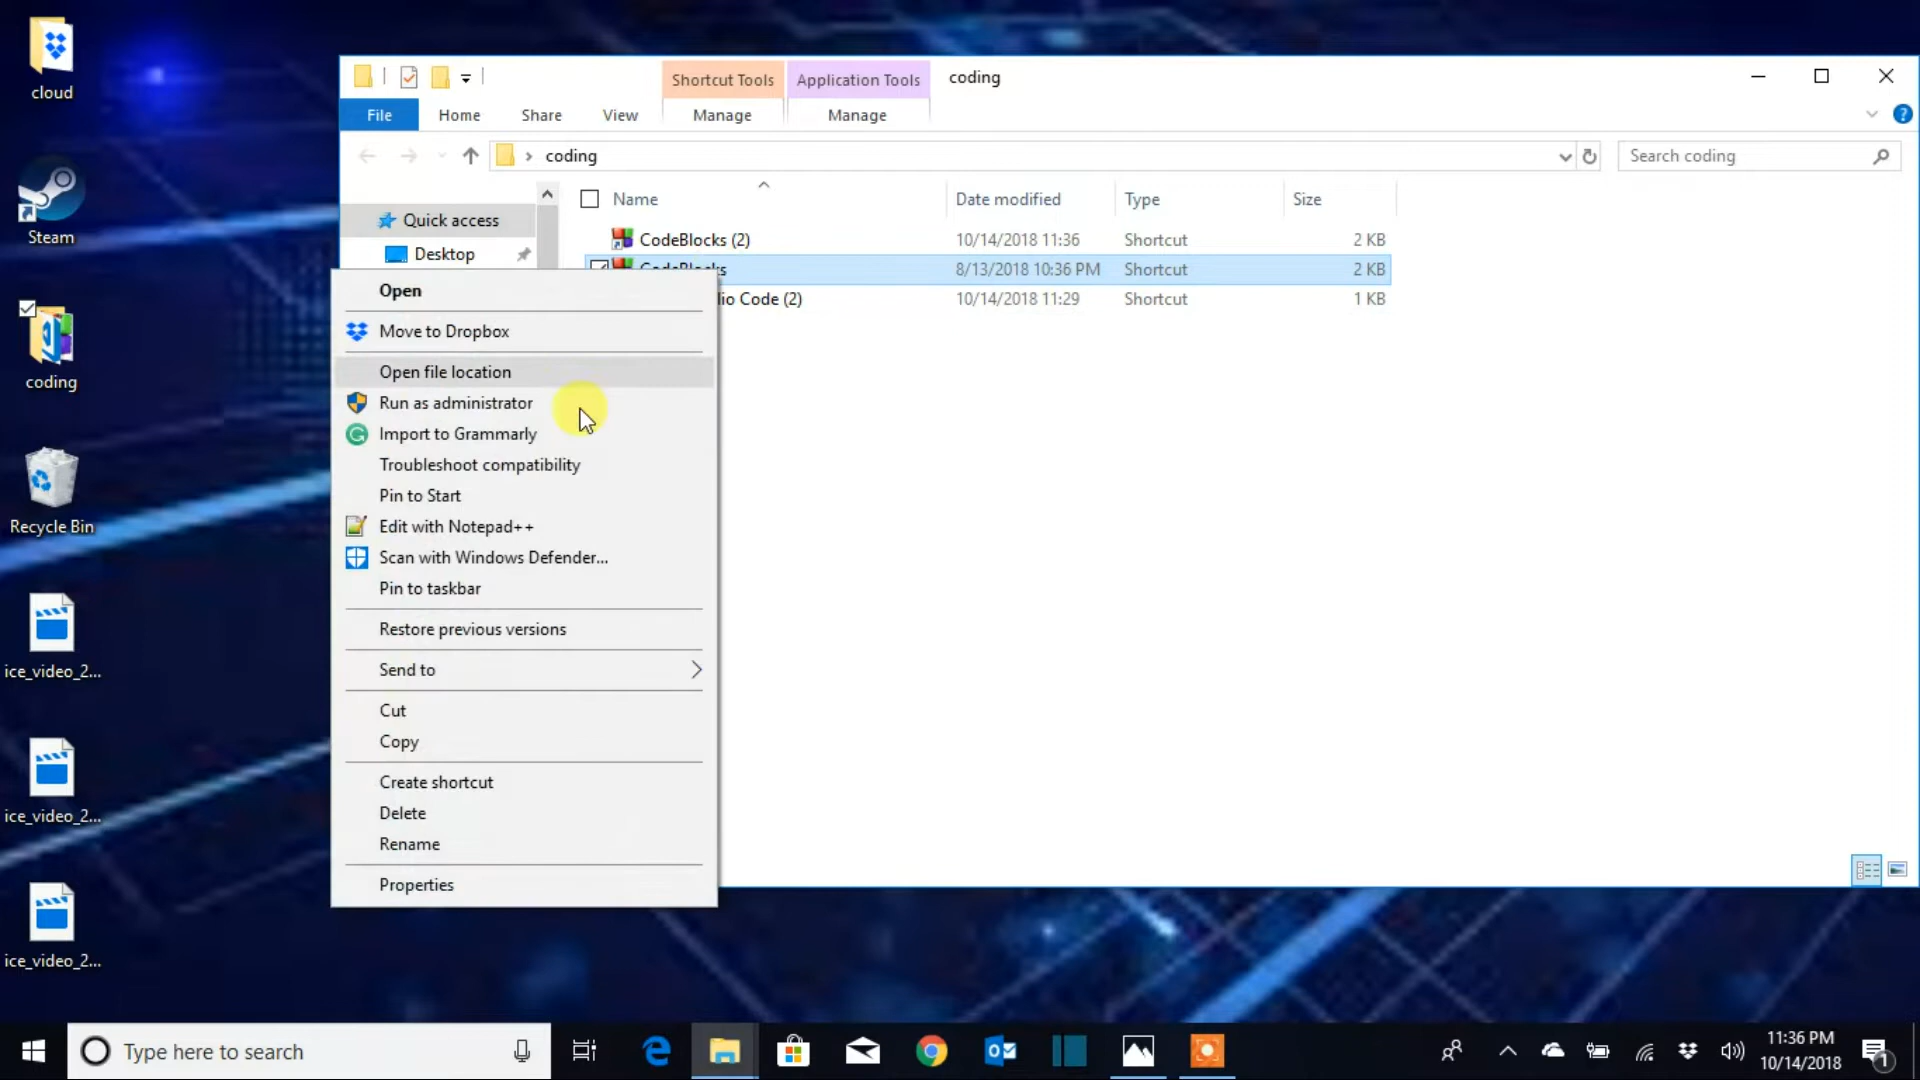 cloud
Steam
coding
Recycle Bin
ice_video_2...
ice_video_2...
ice_video_2...
Shortcut Tools
Application Tools
coding
File
Home
Share
View
Manage
Manage
coding
Search coding
Quick access
Desktop
Name
Date modified
Type
Size
CodeBlocks (2)
10/14/2018 11:36
Shortcut
2 KB
CodeBlocks
8/13/2018 10:36 PM
Shortcut
2 KB
io Code (2)
10/14/2018 11:29
Shortcut
1 KB
Open
Move to Dropbox
Open file location
Run as administrator
Import to Grammarly
Troubleshoot compatibility
Pin to Start
Edit with Notepad++
Scan with Windows Defender...
Pin to taskbar
Restore previous versions
Send to
Cut
Copy
Create shortcut
Delete
Rename
Properties
Type here to search
11:36 PM
10/14/2018
1